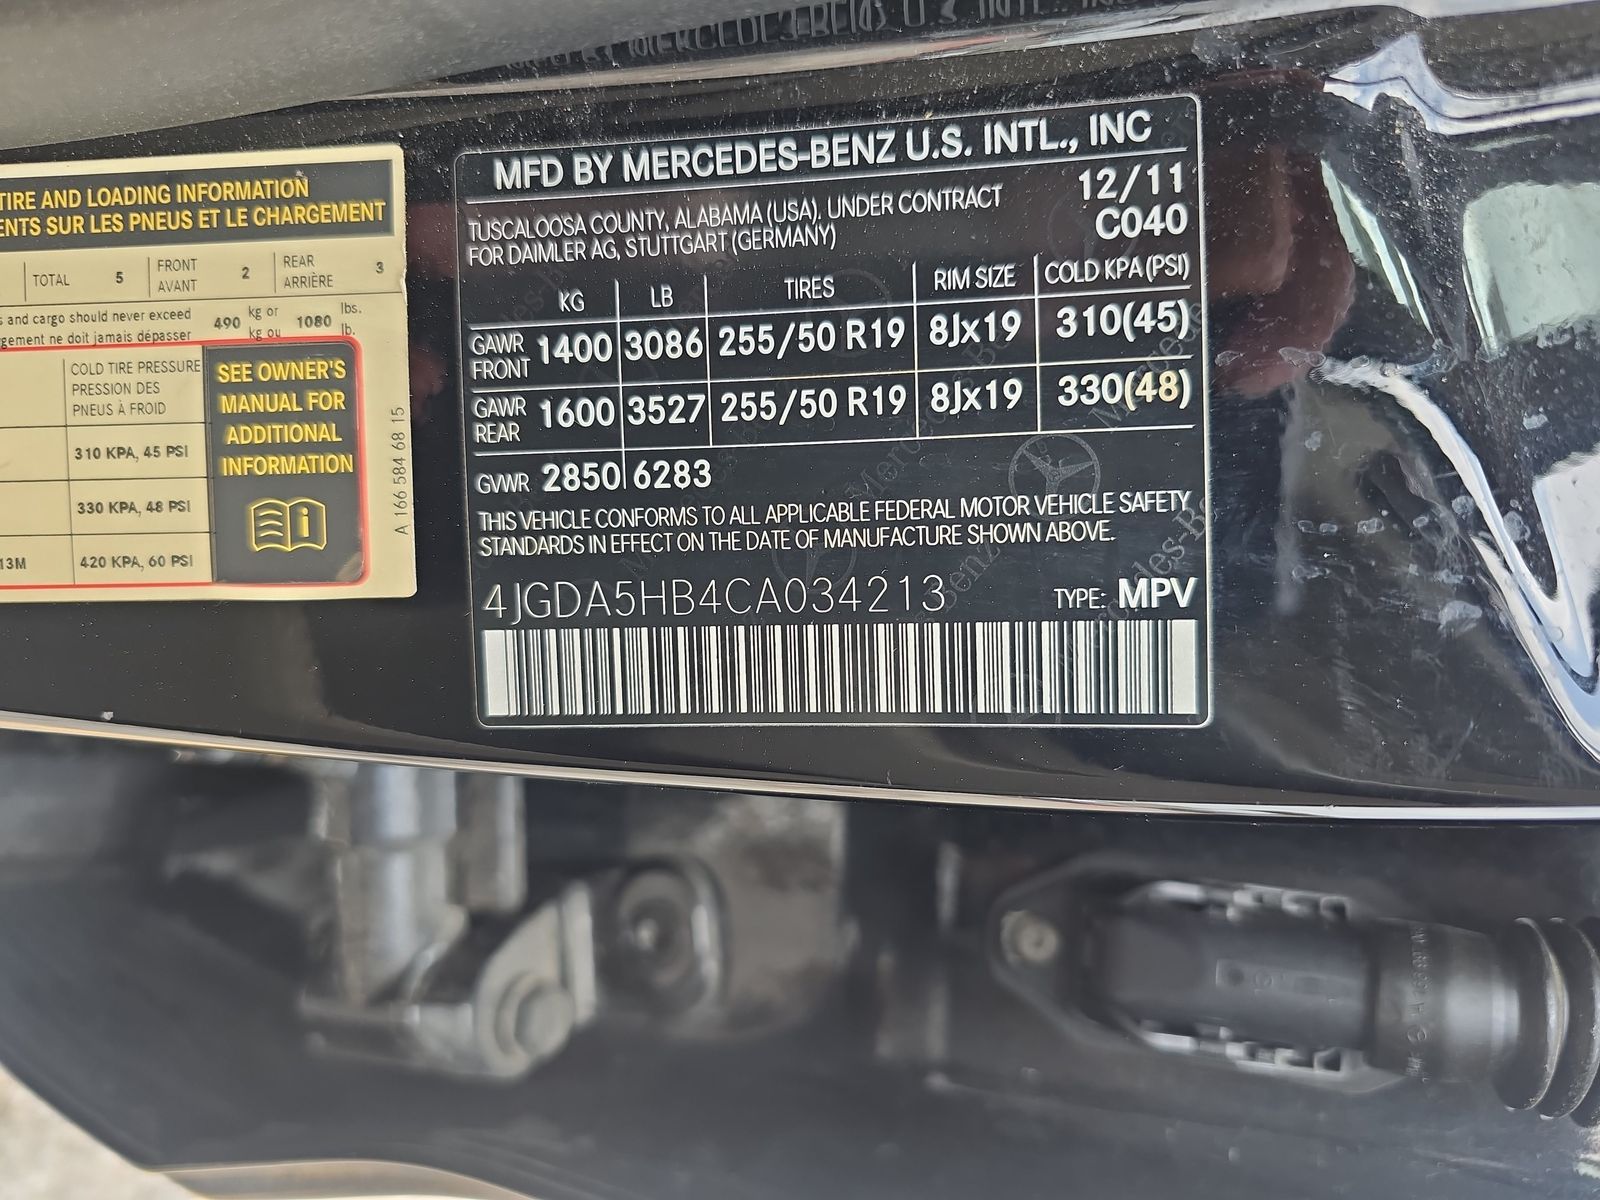 TIRE AND LOADING INFORMATION
ENTS SUR LES PNEUS ET LE CHARGEMENT
TOTAL 5 FRONT AVANT 2 REAR ARRIÈRE 3
s and cargo should never exceed 490 kg or 1080 lbs.
gement ne doit jamais dépasser kg ou lb.
COLD TIRE PRESSURE
PRESSION DES
PNEUS À FROID
310 KPA, 45 PSI
330 KPA, 48 PSI
13M 420 KPA, 60 PSI
SEE OWNER'S
MANUAL FOR
ADDITIONAL
INFORMATION
i
A 166 584 68 15
MFD BY MERCEDES-BENZ U.S. INTL., INC
TUSCALOOSA COUNTY, ALABAMA (USA), UNDER CONTRACT
FOR DAIMLER AG, STUTTGART (GERMANY)
12/11
C040
KG LB TIRES RIM SIZE COLD KPA(PSI)
GAWR FRONT 1400 3086 255/50 R19 8Jx19 310(45)
GAWR REAR 1600 3527 255/50 R19 8Jx19 330(48)
GVWR 2850 6283
THIS VEHICLE CONFORMS TO ALL APPLICABLE FEDERAL MOTOR VEHICLE SAFETY
STANDARDS IN EFFECT ON THE DATE OF MANUFACTURE SHOWN ABOVE.
4JGDA5HB4CA034213 TYPE: MPV